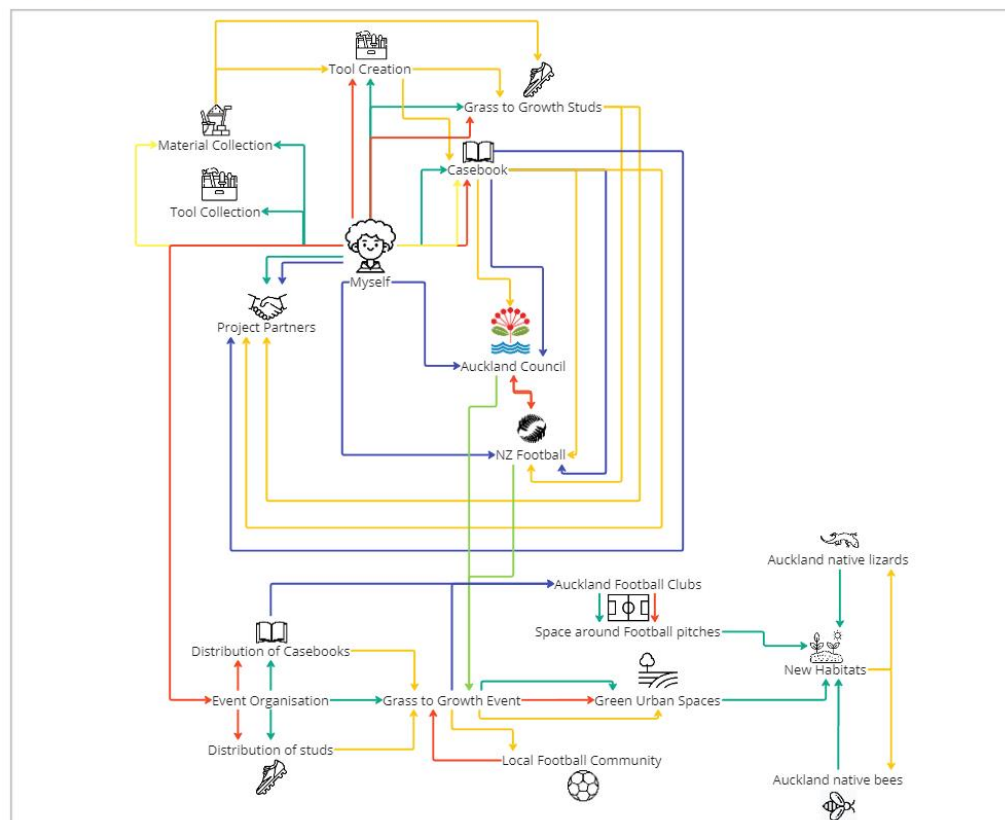 Tool Creation
Grass to Growth Studs
Material Collection
Casebook
Tool Collection
Myself
Project Partners
Auckland Council
NZ Football
Auckland native lizards
Auckland Football Clubs
Space around Football pitches
Distribution of Casebooks
New Habitats
Event Organisation
Grass to Growth Event
Green Urban Spaces
Distribution of studs
Local Football Community
Auckland native bees